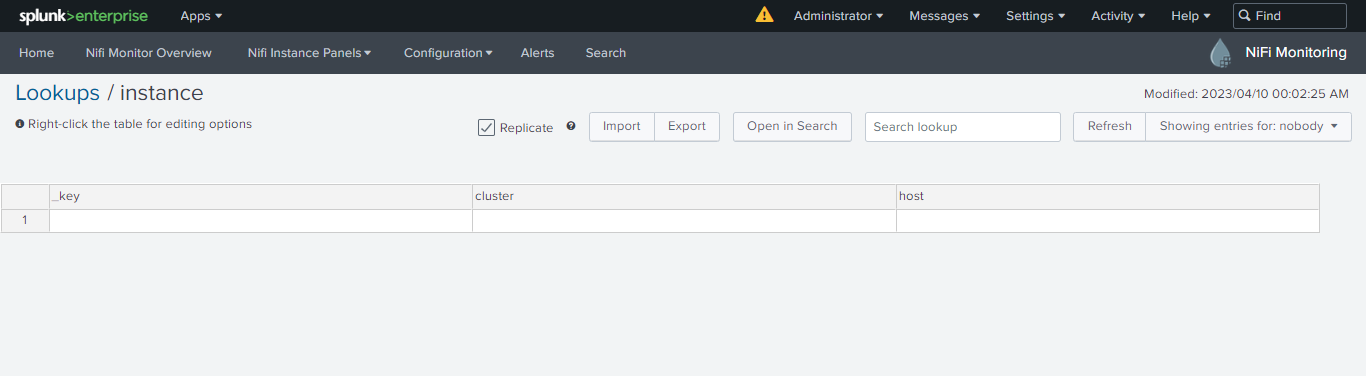 splunk>enterprise Apps Administrator Messages Settings Activity Help Find
Home Nifi Monitor Overview Nifi Instance Panels Configuration Alerts Search NiFi Monitoring
Lookups / instance
Modified: 2023/04/10 00:02:25 AM
Right-click the table for editing options
Replicate Import Export Open in Search Search lookup Refresh Showing entries for: nobody
_key cluster host
1